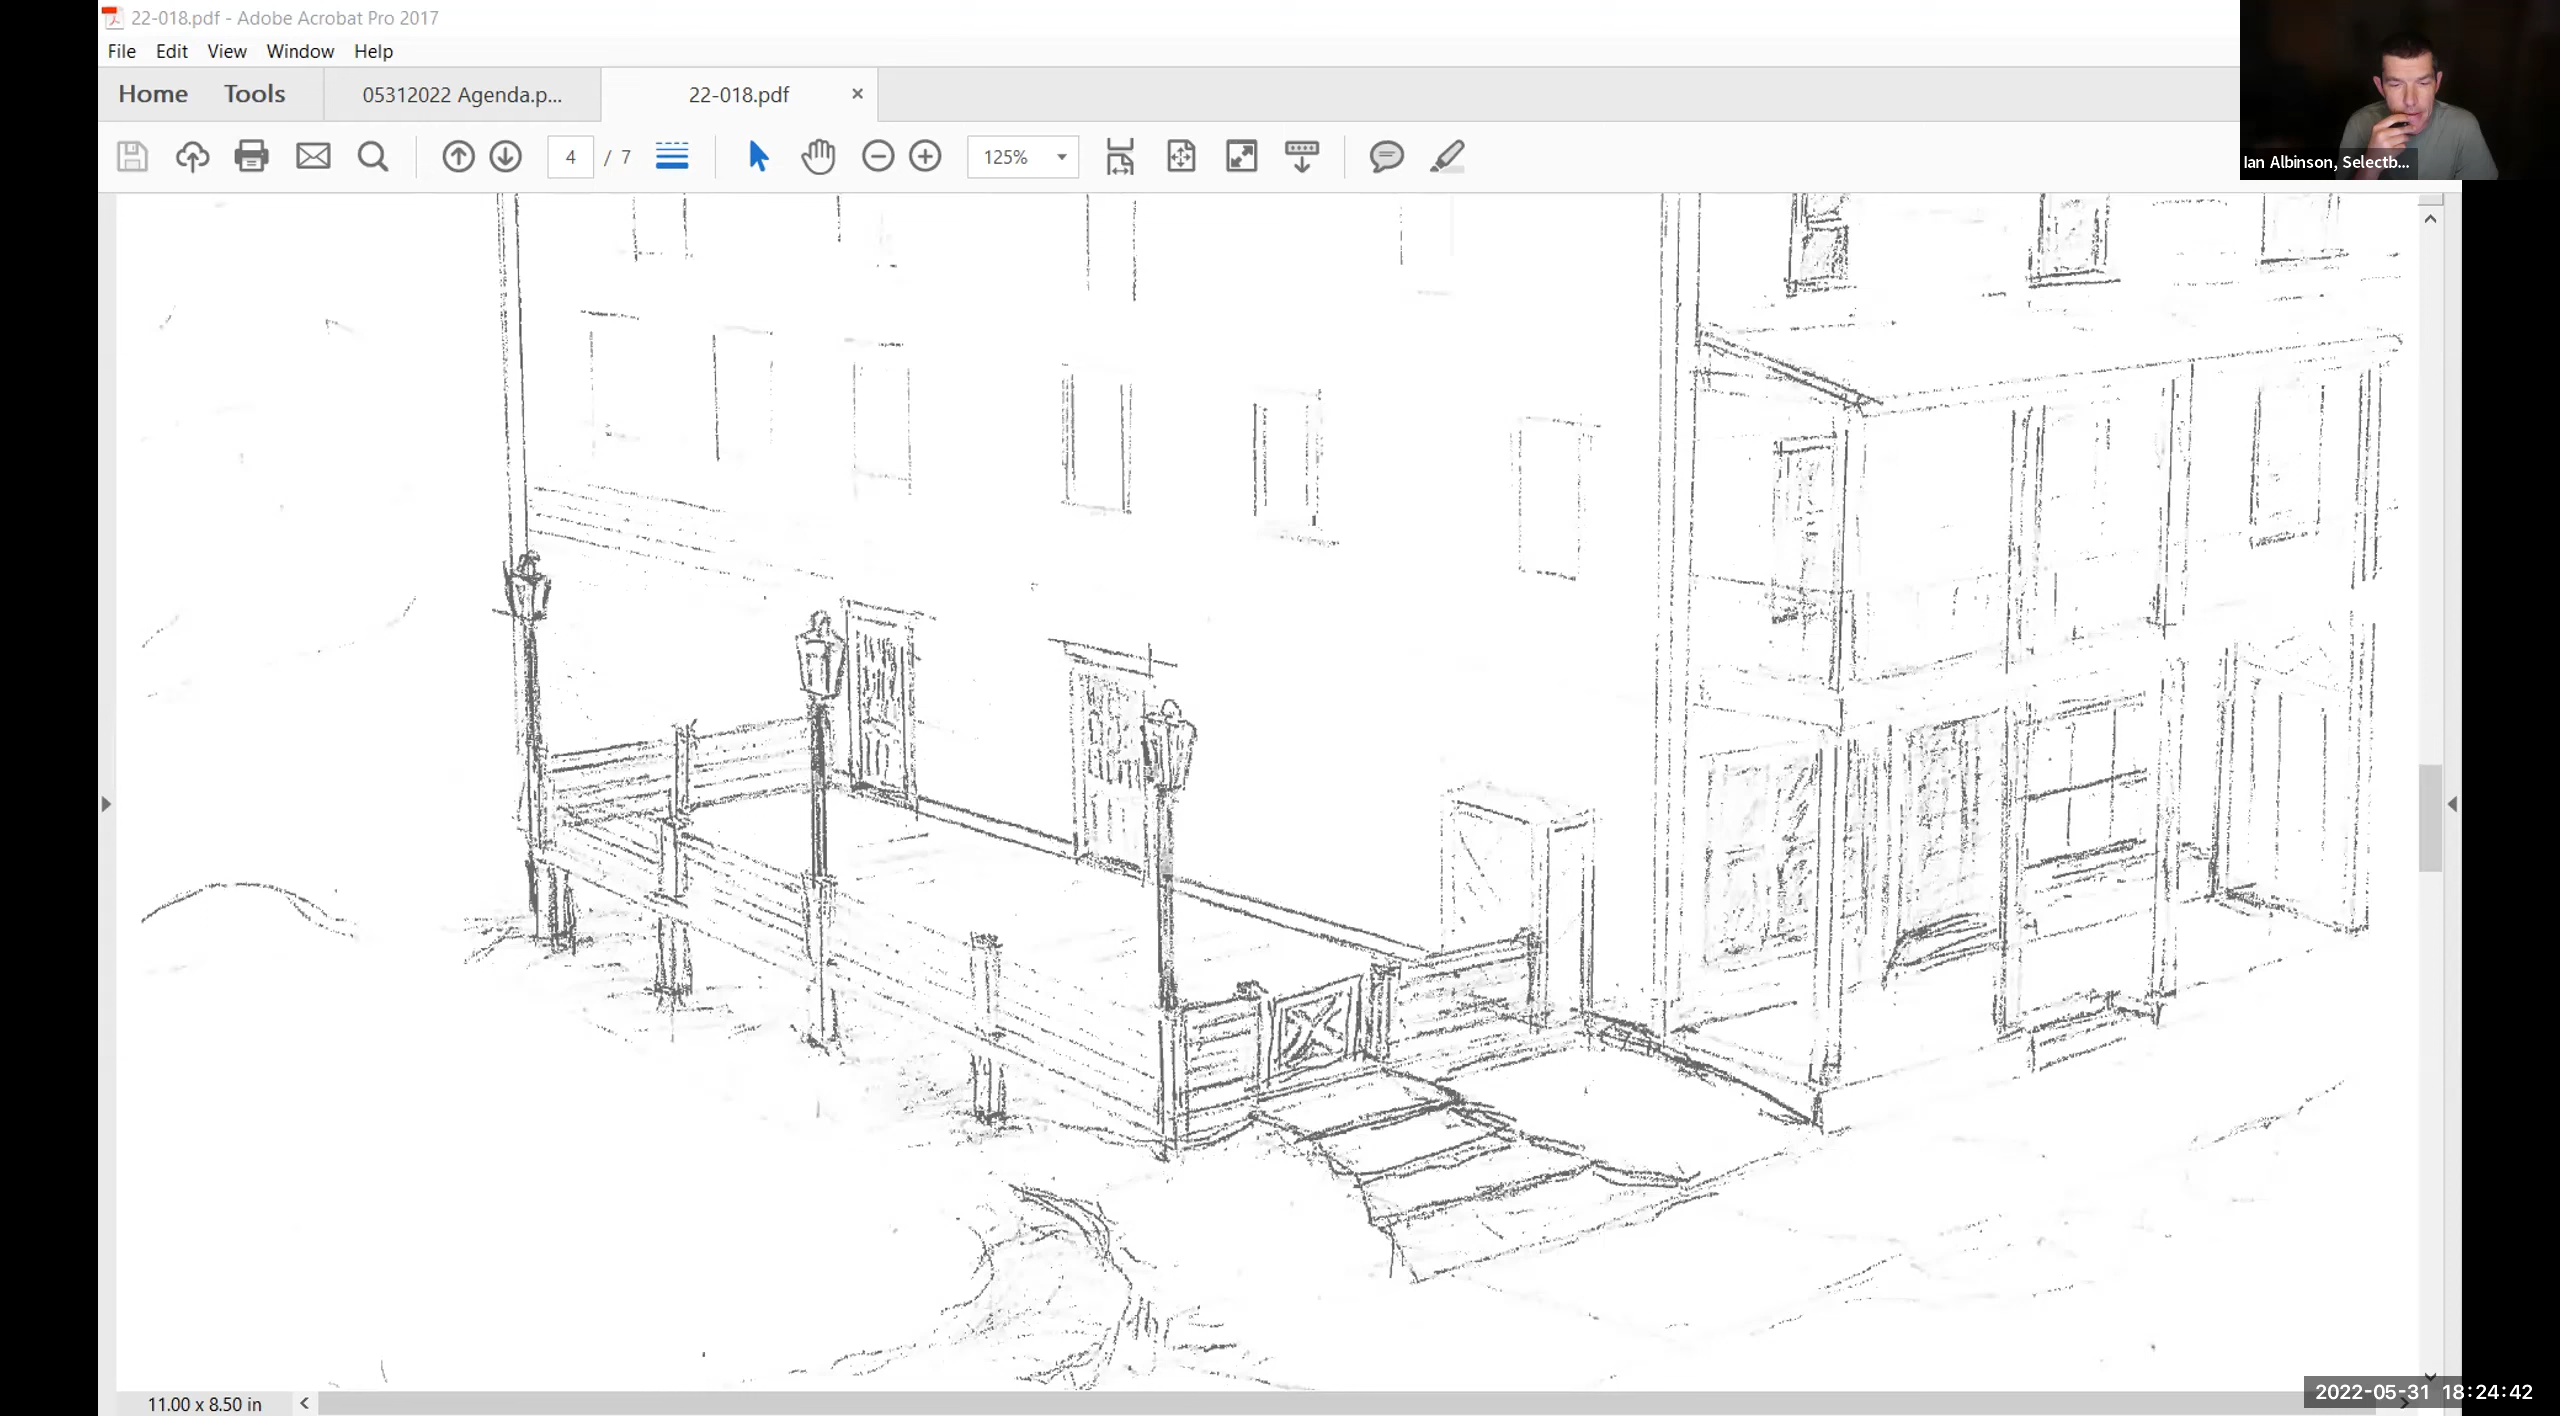 22-018.pdf - Adobe Acrobat Pro 2017
File Edit View Window Help
Home Tools 05312022 Agenda.p... 22-018.pdf
4 / 7 125%
Ian Albinson, Selectb...
11.00 x 8.50 in
2022-05-31 18:24:42